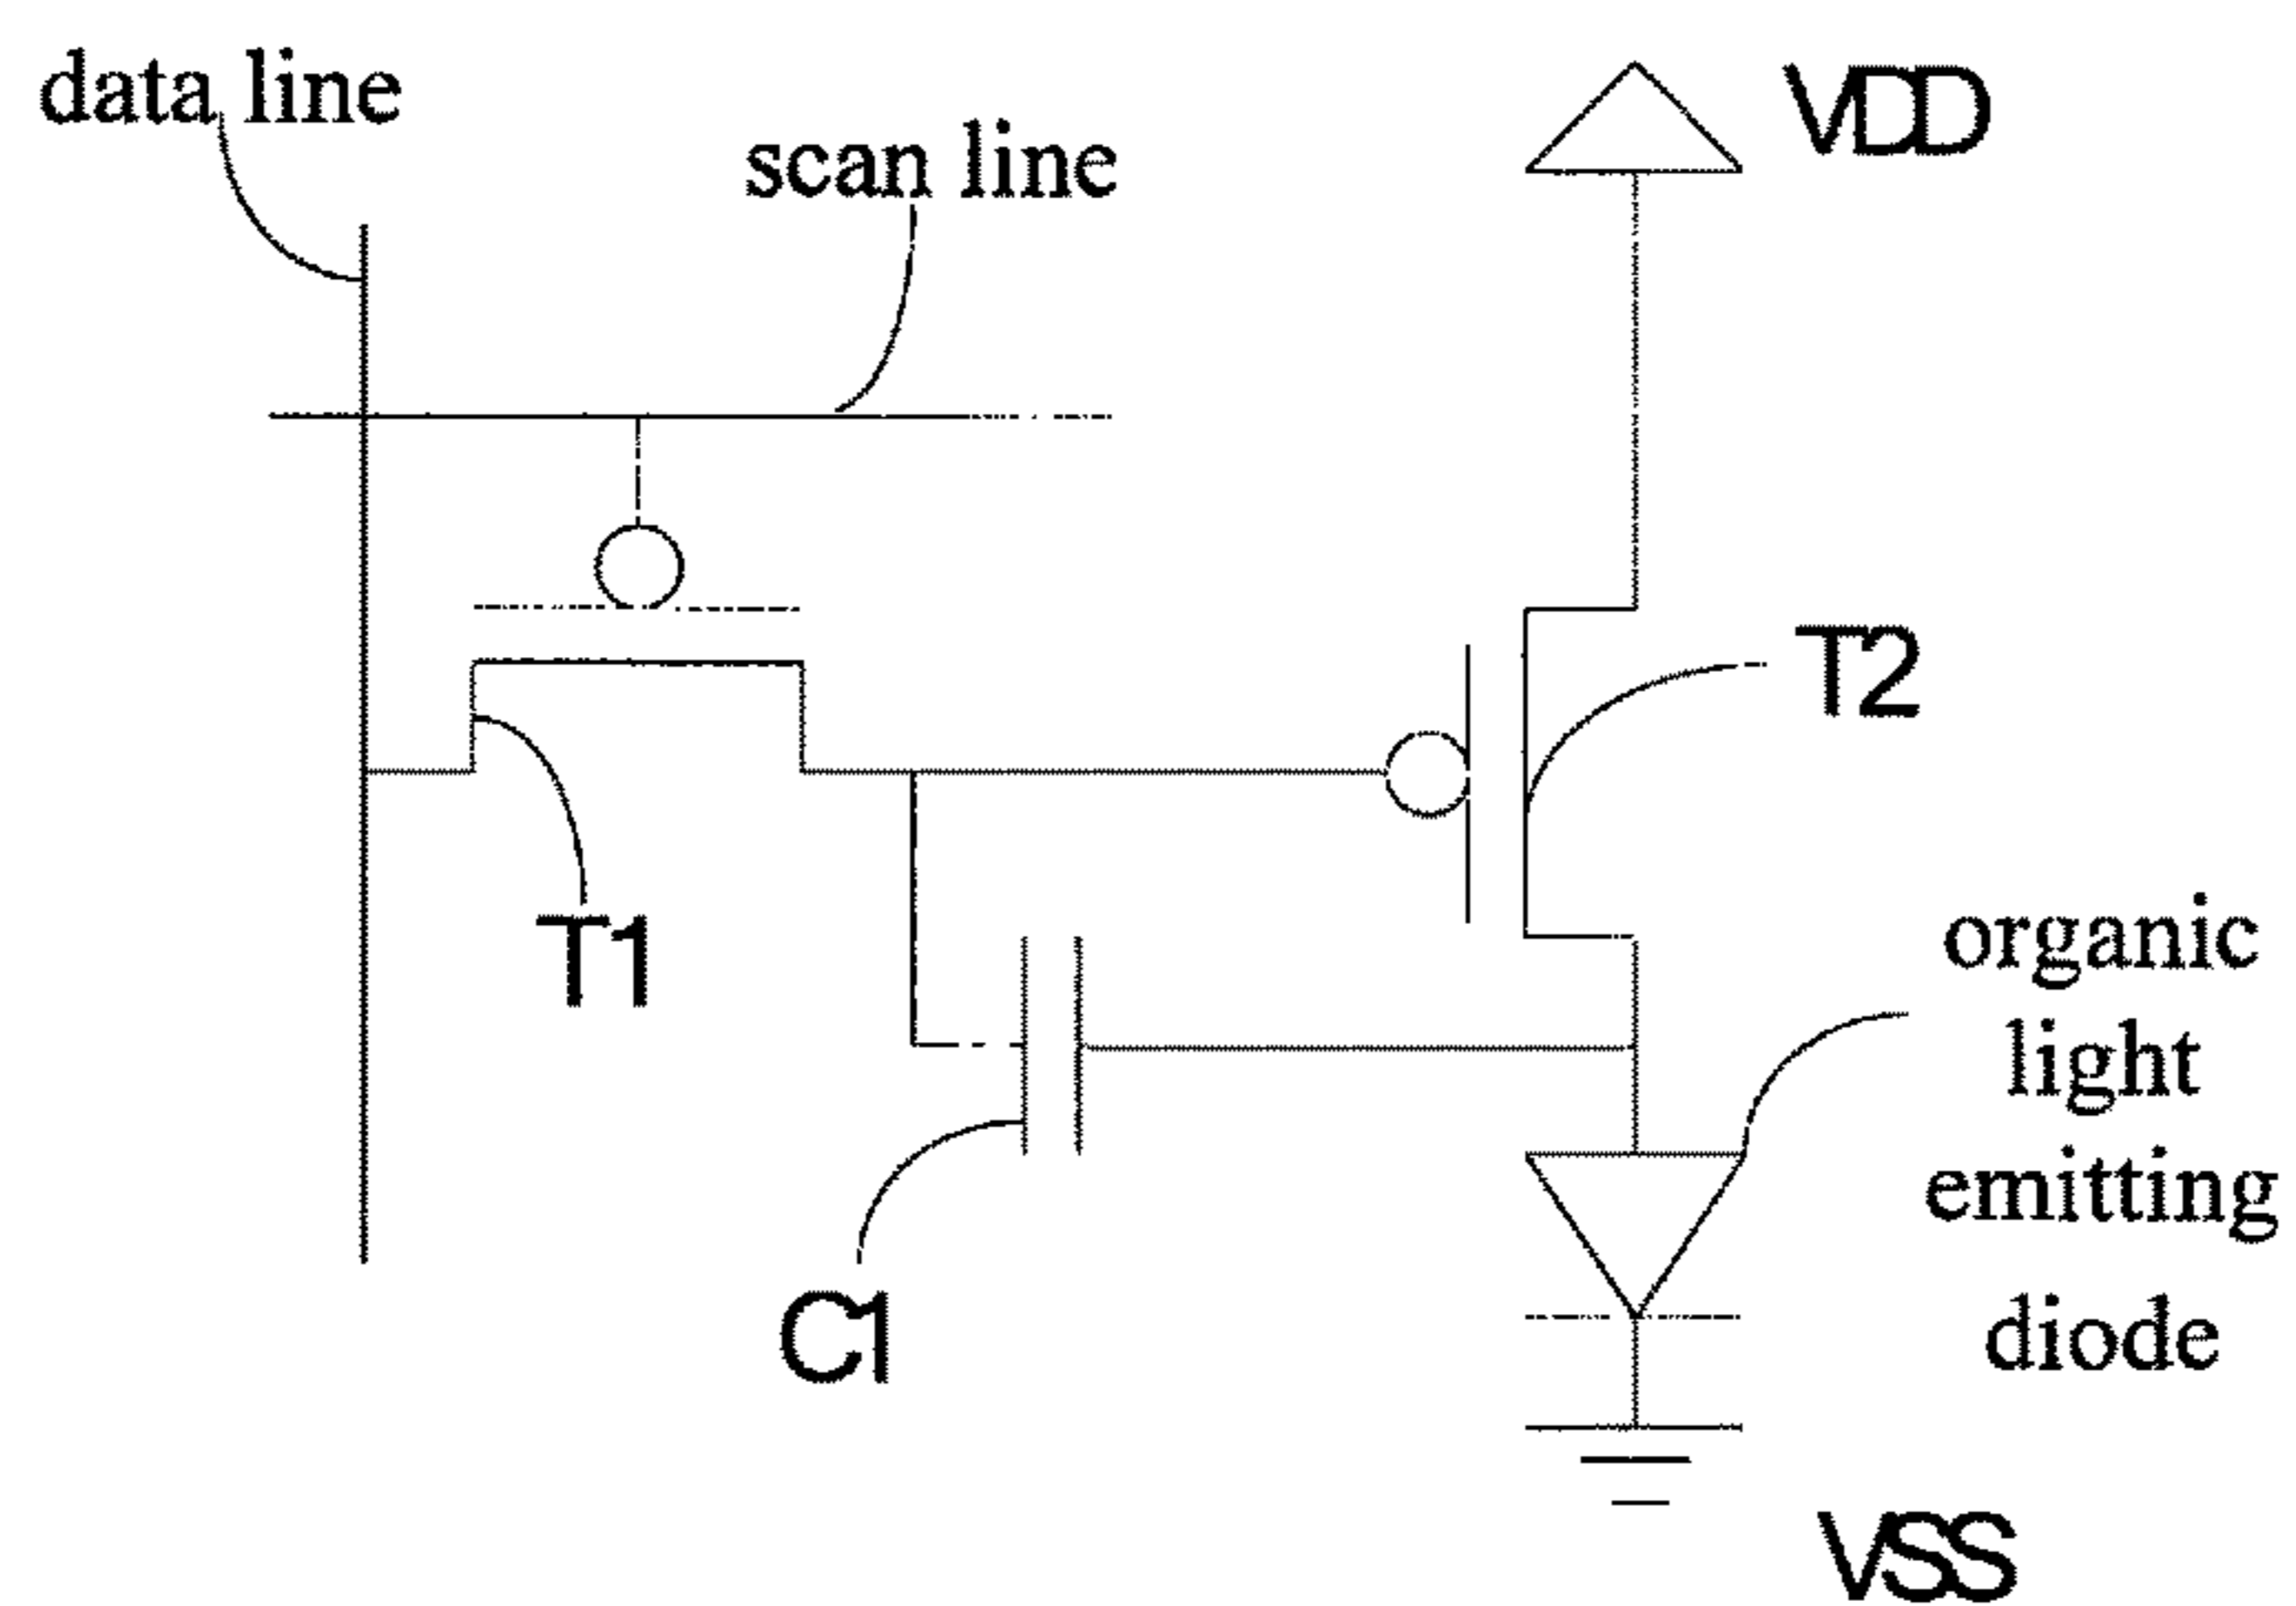 data line
scan line
VDD
T2
T1
organic
light
emitting
diode
C1
VSS